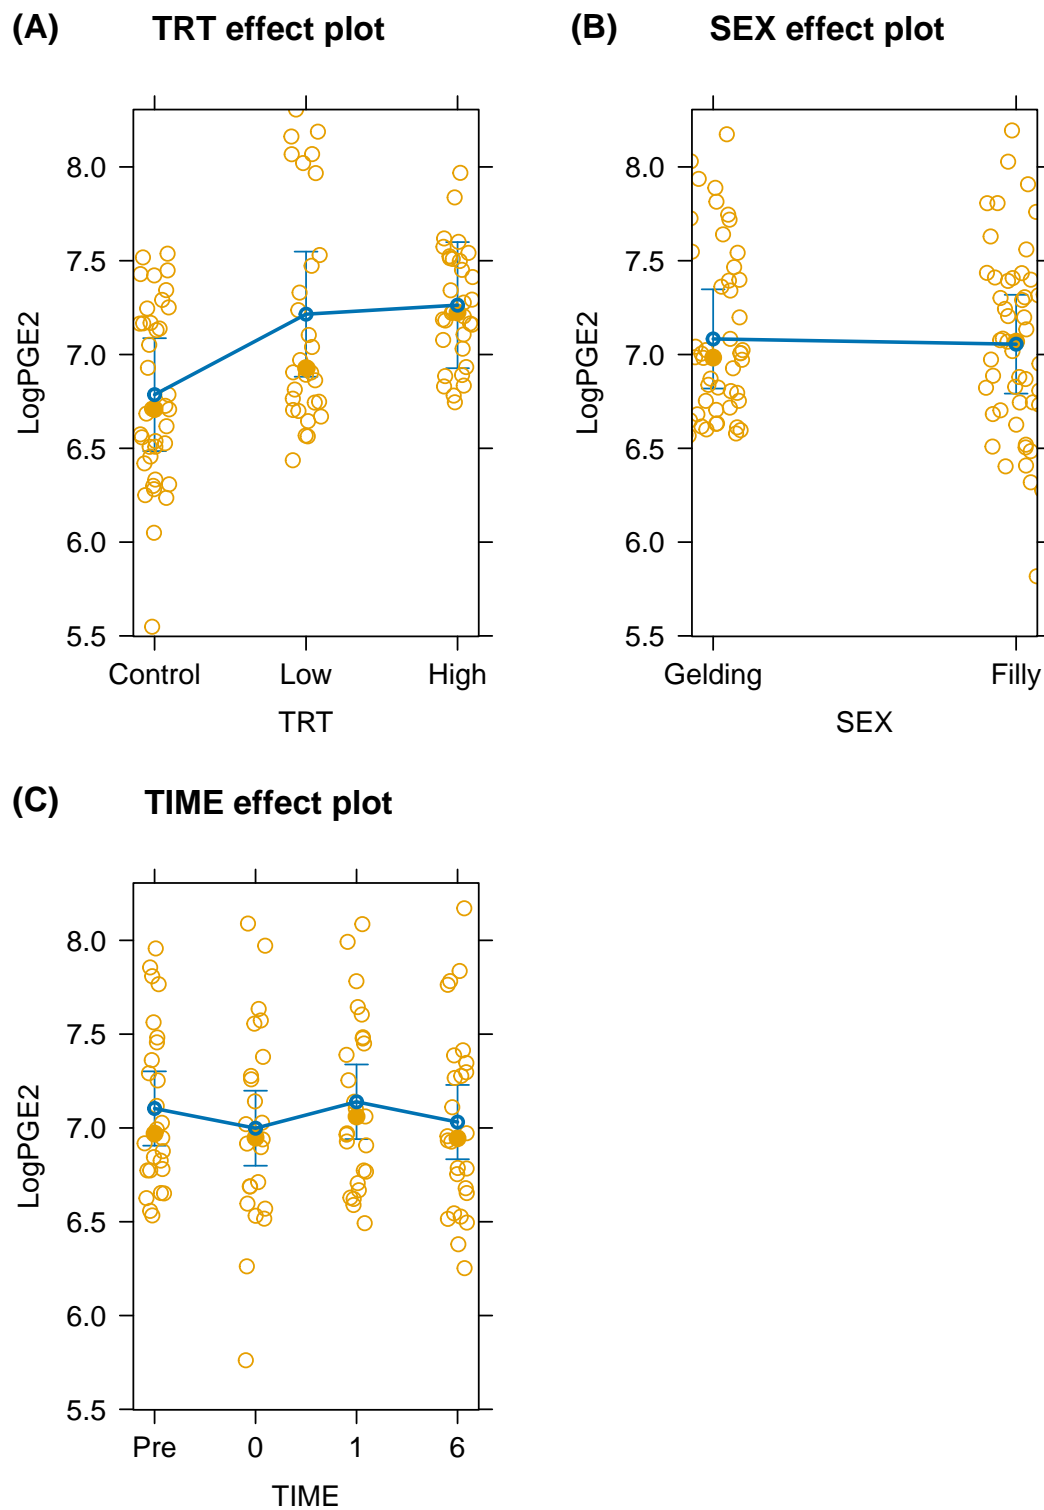 (A) TRT effect plot
(B) SEX effect plot
LogPGE2
8.0
7.5
7.0
6.5
6.0
5.5
Control Low High
TRT
LogPGE2
8.0
7.5
7.0
6.5
6.0
5.5
Gelding Filly
SEX
(C) TIME effect plot
LogPGE2
8.0
7.5
7.0
6.5
6.0
5.5
Pre 0 1 6
TIME